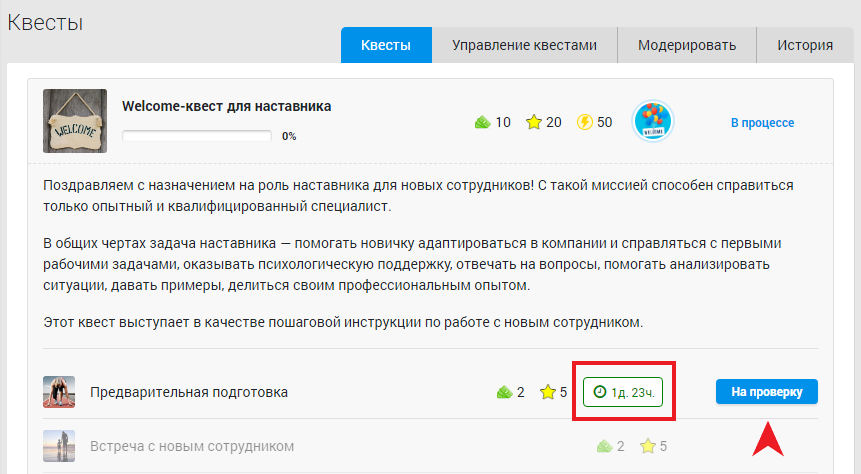 Квесты
Квесты Управление квестами Модерировать История
WELCOME
Welcome-квест для наставника
0%
10 20 50
WELCOME
В процессе
Поздравляем с назначением на роль наставника для новых сотрудников! С такой миссией способен справиться
только опытный и квалифицированный специалист.
В общих чертах задача наставника — помогать новичку адаптироваться в компании и справляться с первыми
рабочими задачами, оказывать психологическую поддержку, отвечать на вопросы, помогать анализировать
ситуации, давать примеры, делиться своим профессиональным опытом.
Этот квест выступает в качестве пошаговой инструкции по работе с новым сотрудником.
Предварительная подготовка 2 5 1д. 23ч. На проверку
Встреча с новым сотрудником 2 5